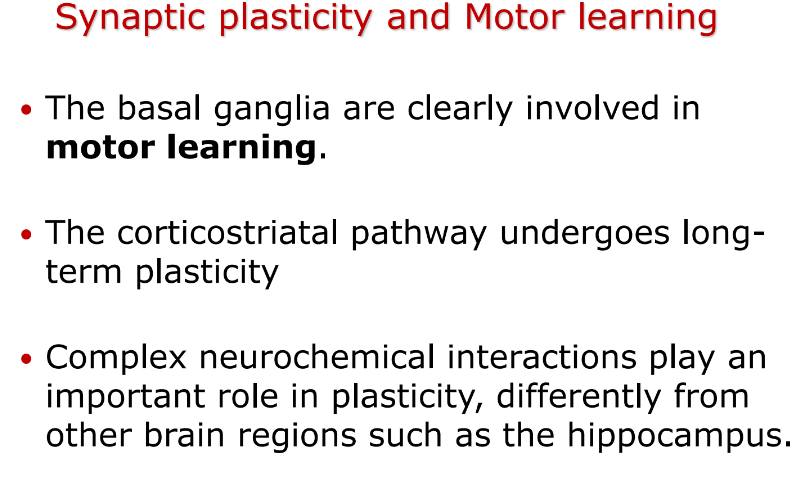 Synaptic plasticity and Motor learning
• The basal ganglia are clearly involved in
motor learning.
• The corticostriatal pathway undergoes long-
term plasticity
• Complex neurochemical interactions play an
important role in plasticity, differently from
other brain regions such as the hippocampus.